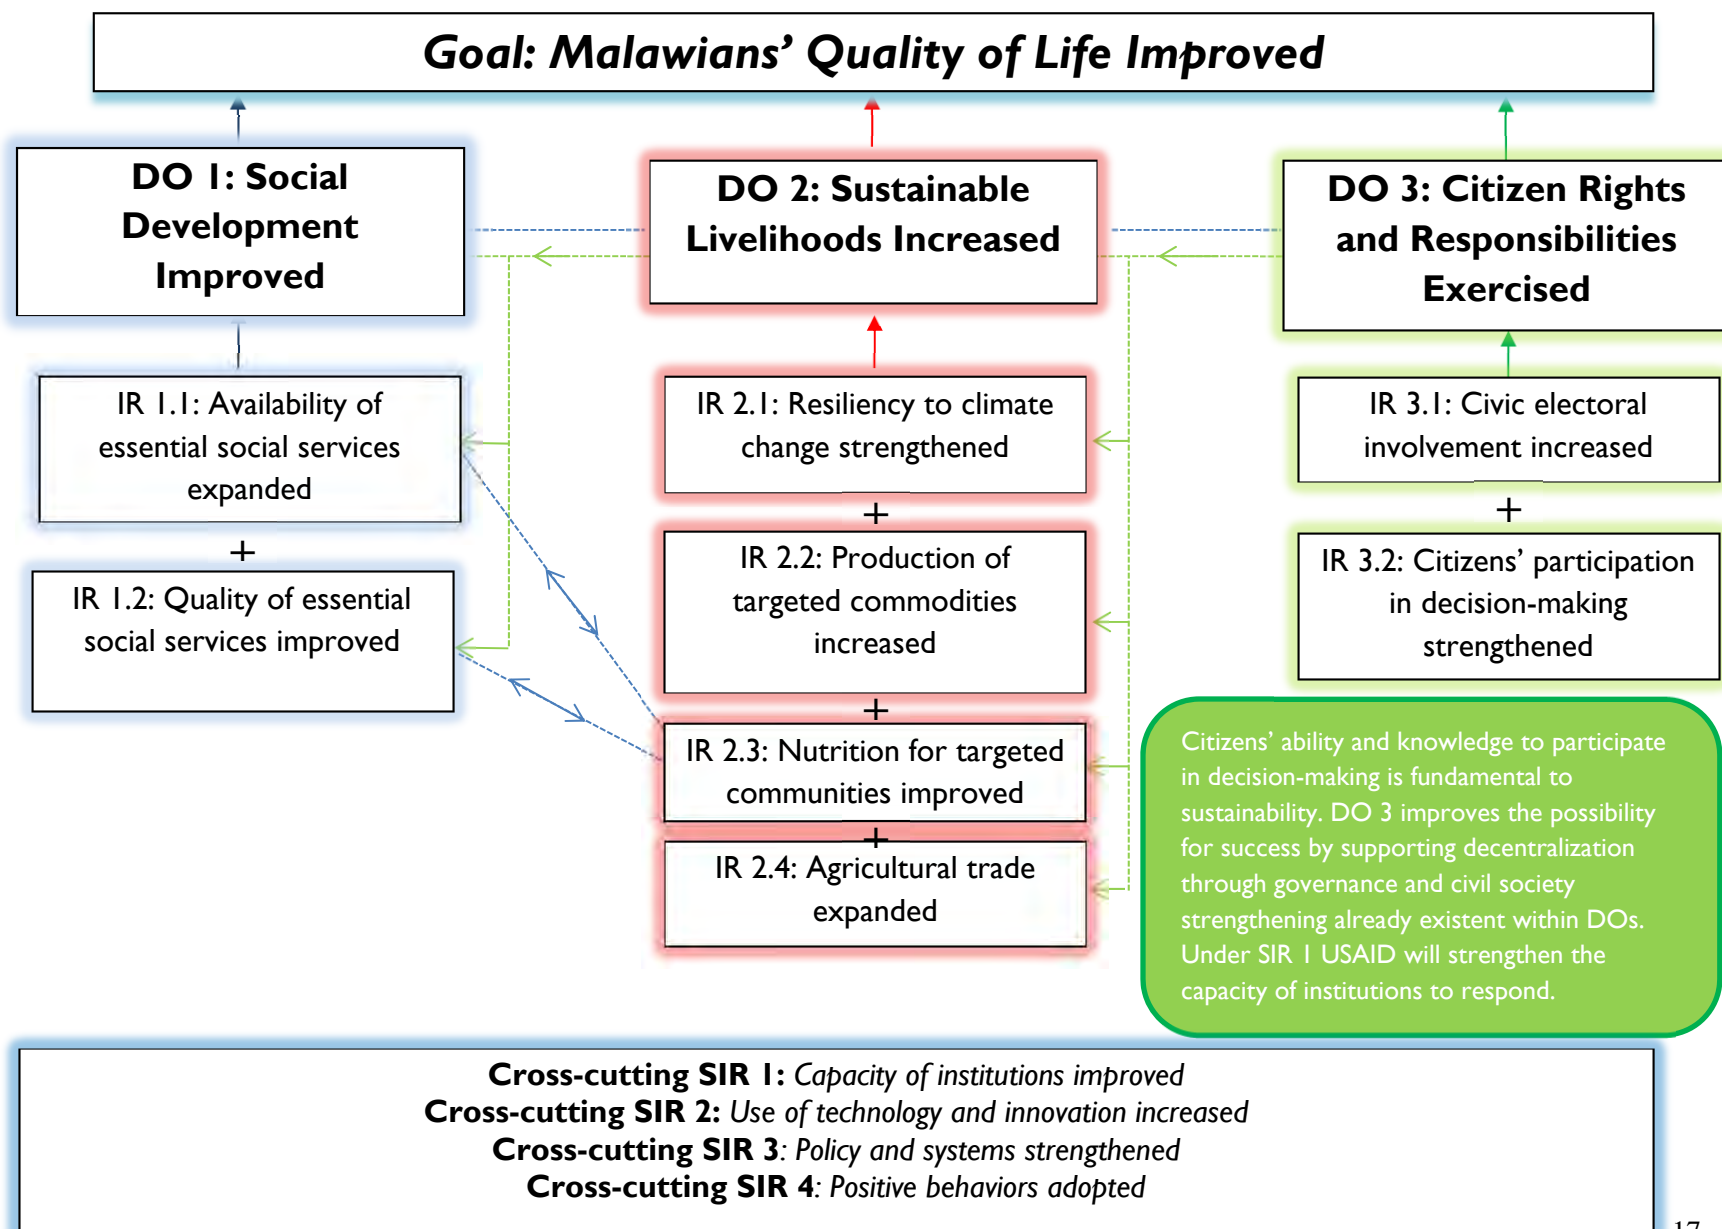 Goal: Malawians’ Quality of Life Improved
DO 1: Social
Development
Improved
DO 2: Sustainable
Livelihoods Increased
DO 3: Citizen Rights
and Responsibilities
Exercised
IR 1.1: Availability of
essential social services
expanded
+
IR 1.2: Quality of essential
social services improved
IR 2.1: Resiliency to climate
change strengthened
+
IR 2.2: Production of
targeted commodities
increased
+
IR 2.3: Nutrition for targeted
communities improved
+
IR 2.4: Agricultural trade
expanded
IR 3.1: Civic electoral
involvement increased
+
IR 3.2: Citizens’ participation
in decision-making
strengthened
Citizens’ ability and knowledge to participate
in decision-making is fundamental to
sustainability. DO 3 improves the possibility
for success by supporting decentralization
through governance and civil society
strengthening already existent within DOs.
Under SIR 1 USAID will strengthen the
capacity of institutions to respond.
Cross-cutting SIR 1: Capacity of institutions improved
Cross-cutting SIR 2: Use of technology and innovation increased
Cross-cutting SIR 3: Policy and systems strengthened
Cross-cutting SIR 4: Positive behaviors adopted
17